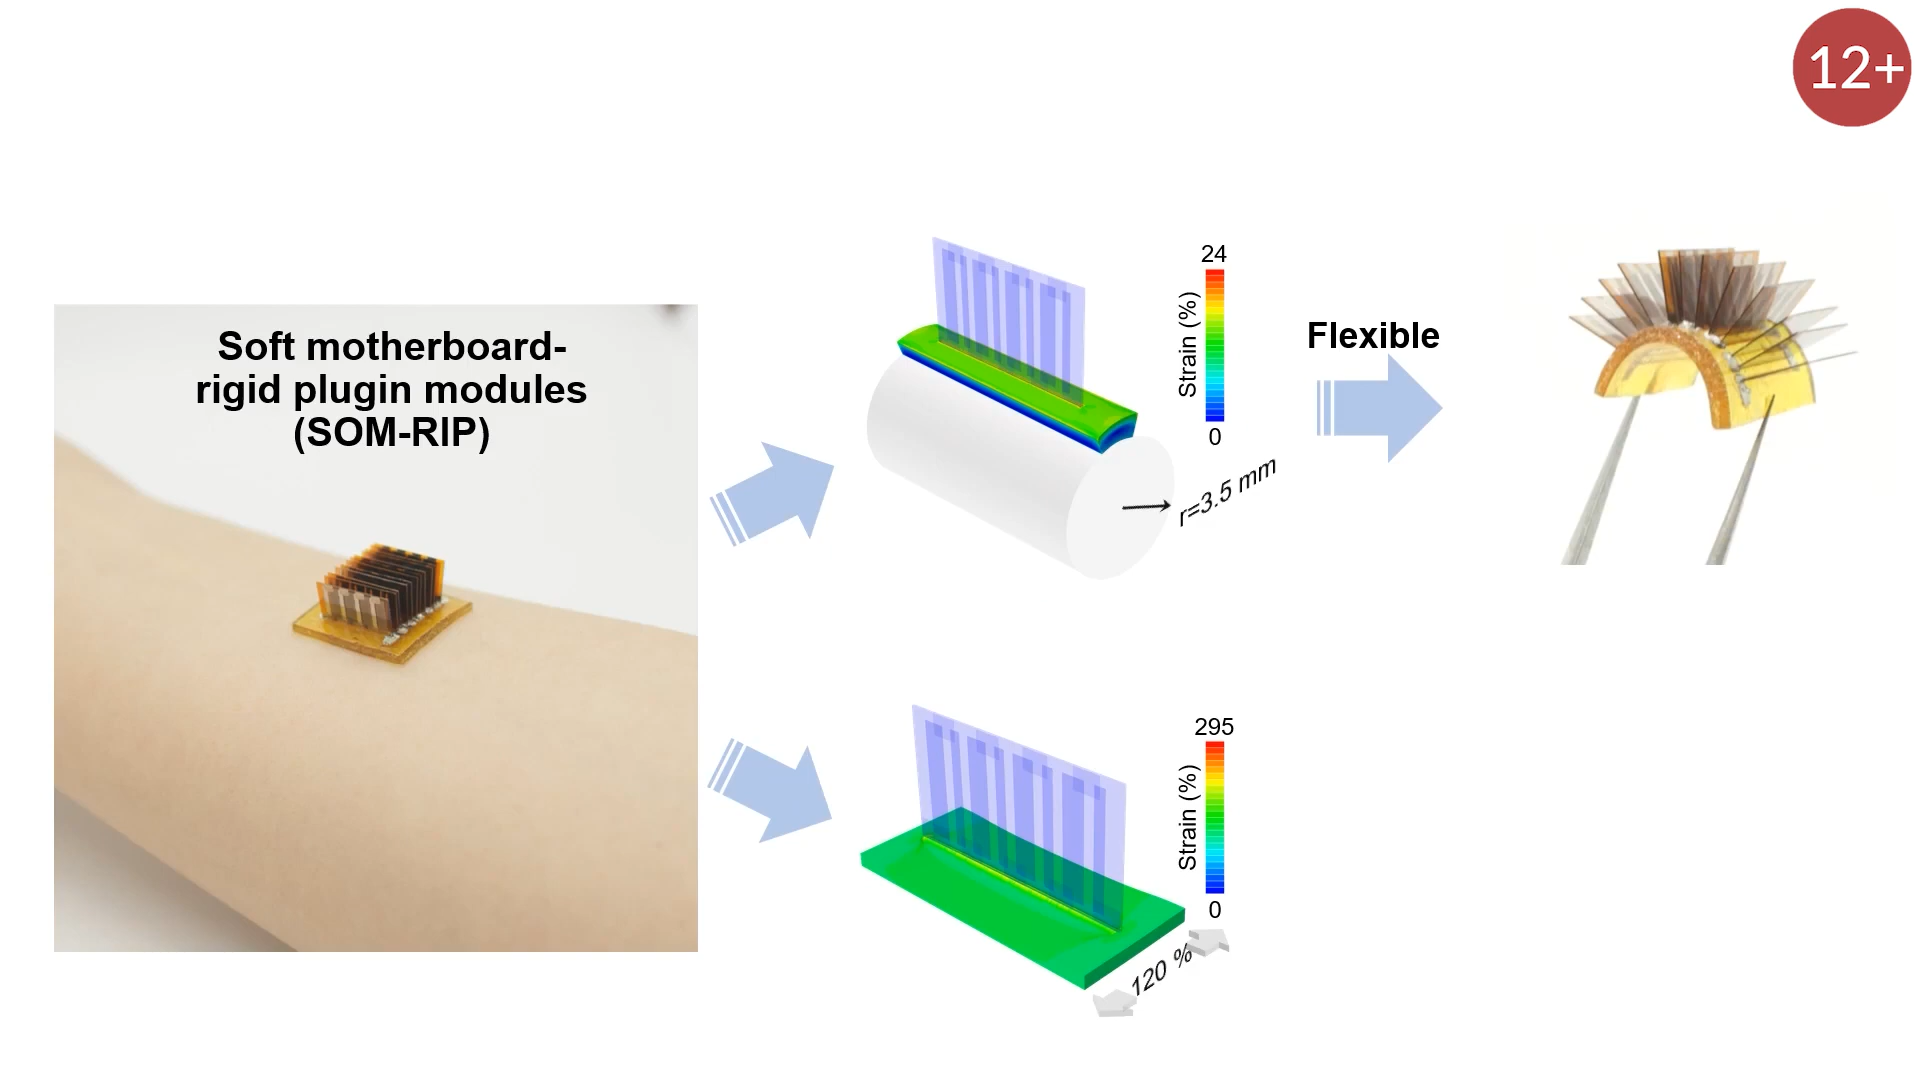 12+
Soft motherboard-
rigid plugin modules
(SOM-RIP)
24
Strain (%)
0
r=3.5 mm
Flexible
295
Strain (%)
0
120 %